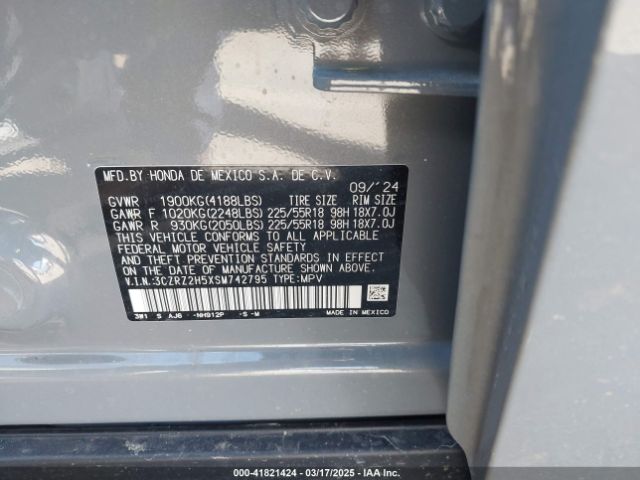 MFD.BY HONDA DE MEXICO S.A. DE C.V.
09/'24
GVWR 1900KG(4188LBS) TIRE SIZE RIM SIZE
GAWR F 1020KG(2248LBS) 225/55R18 98H 18X7.0J
GAWR R 930KG(2050LBS) 225/55R18 98H 18X7.0J
THIS VEHICLE CONFORMS TO ALL APPLICABLE
FEDERAL MOTOR VEHICLE SAFETY
AND THEFT PREVENTION STANDARDS IN EFFECT
ON THE DATE OF MANUFACTURE SHOWN ABOVE.
V.I.N.:3CZRZ2H5XSM742795 TYPE:MPV
3W1 S AJ6 -NH912P -S -M MADE IN MEXICO
000-41821424 — 03/17/2025 — IAA Inc.